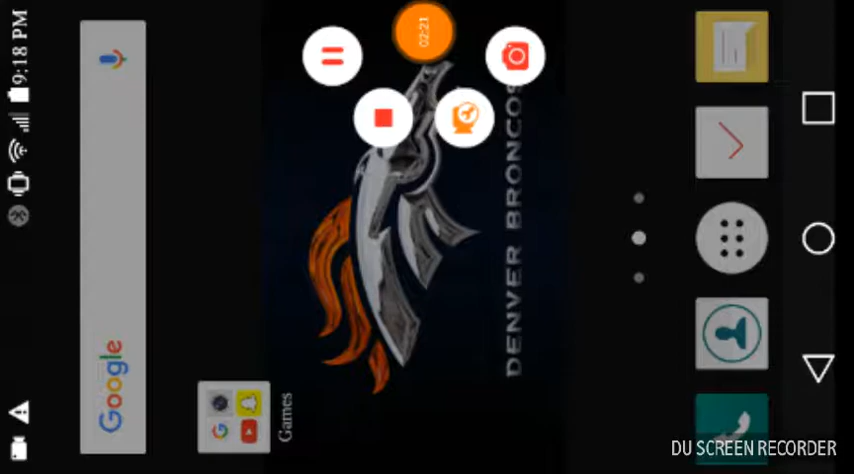 9:18 PM
Google
02:21
DENVER BRONCOS
Games
DU SCREEN RECORDER